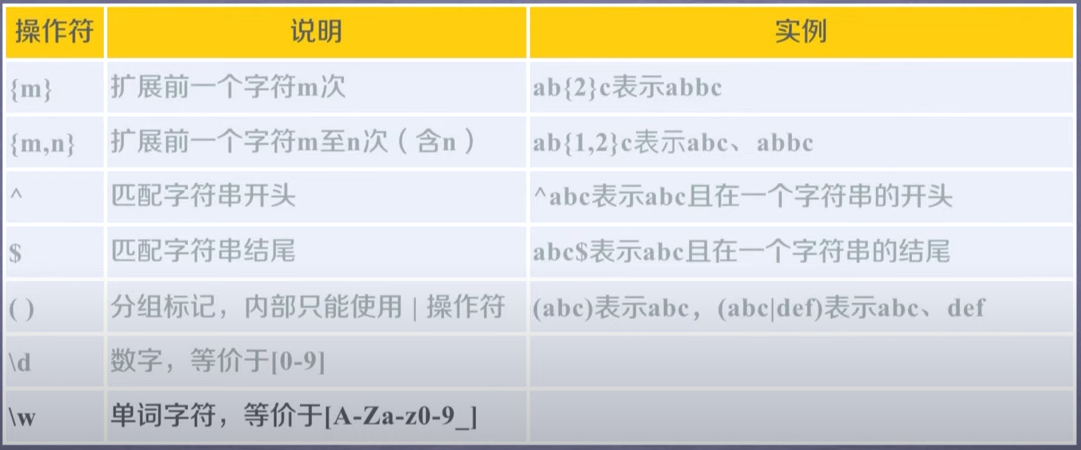 操作符 说明 实例
{m} 扩展前一个字符m次 ab{2}c表示abbc
{m,n} 扩展前一个字符m至n次（含n） ab{1,2}c表示abc、abbc
^ 匹配字符串开头 ^abc表示abc且在一个字符串的开头
$ 匹配字符串结尾 abc$表示abc且在一个字符串的结尾
( ) 分组标记，内部只能使用 | 操作符 (abc)表示abc，(abc|def)表示abc、def
\d 数字，等价于[0-9]
\w 单词字符，等价于[A-Za-z0-9_]